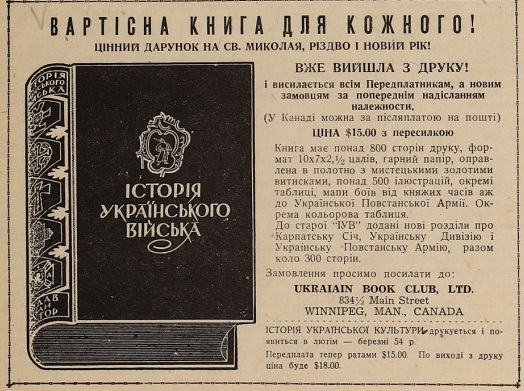 ВАРТІСНА КНИГА ДЛЯ КОЖНОГО!
ЦІННИЙ ДАРУНОК НА СВ. МИКОЛАЯ, РІЗДВО І НОВИЙ РІК!
ІСТОРІЯ
УКРАЇНСЬКОГО
ВІЙСЬКА
ВЖЕ ВИЙШЛА З ДРУКУ!
і висилається всім Передплатникам, а новим
замовцям за попереднім надісланням
належности.
(У Канаді можна за післяплатою на пошті)
ЦІНА $15.00 з пересилкою
Книга має понад 800 сторін друку, фор-
мат 10х7х2,½ цалів, гарний папір, оправ-
лена в полотно з мистецькими золотими
витисками, понад 500 ілюстрацій, окремі
таблиці, мапи боїв від княжих часів аж
до Української Повстанської Армії. Ок-
рема кольорова таблиця.
До старої "ІУВ" додані нові розділи про
Карпатську Січ, Українську Дивізію і
Українську Повстанську Армію, разом
коло 300 сторін.
Замовлення просимо посилати до:
UKRAIAIN BOOK CLUB, LTD.
834½ Main Street
WINNIPEG, MAN., CANADA
ІСТОРІЯ УКРАЇНСЬКОЇ КУЛЬТУРИ друкується і по-
явиться в лютім — березні 54 р.
Передплата тепер ратами $15.00. По виході з друку
ціна буде $18.00.